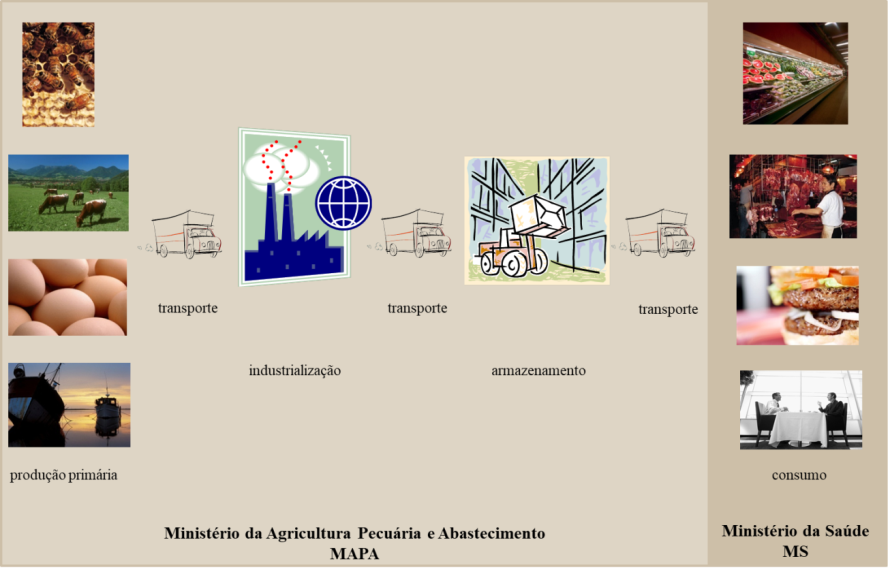 transporte
transporte
transporte
industrialização
armazenamento
produção primária
consumo
Ministério da Agricultura Pecuária e Abastecimento
MAPA
Ministério da Saúde
MS